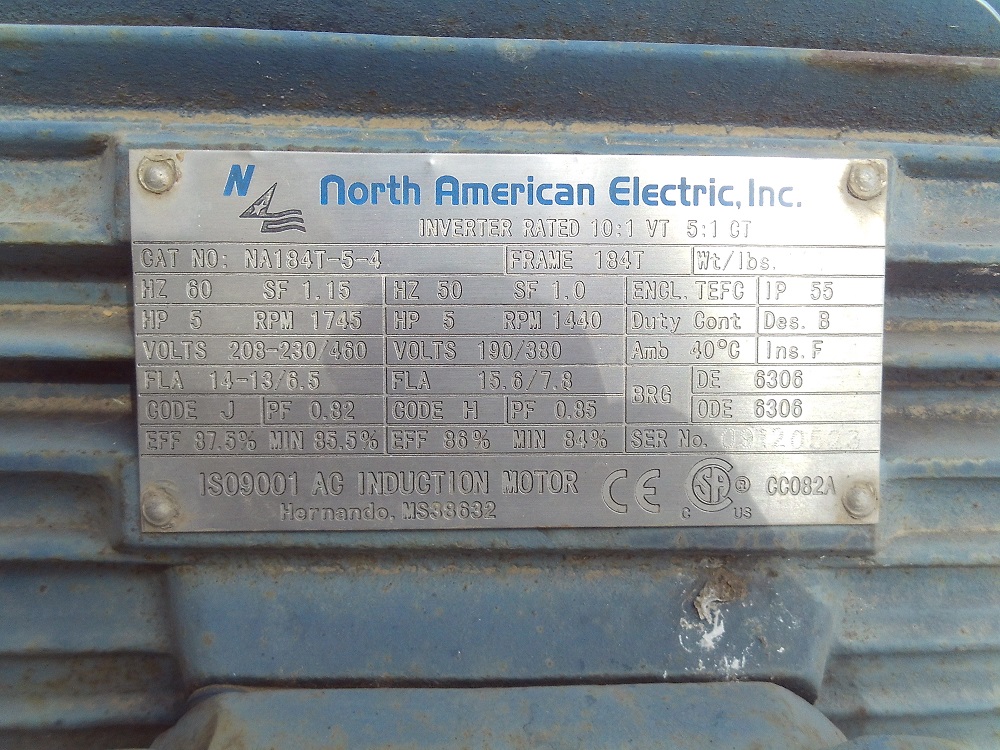 N
North American Electric, Inc.
INVERTER RATED 10:1 VT 5:1 CT
CAT NO: NA184T-5-4 FRAME 184T Wt/lbs.
HZ 60 SF 1.15 HZ 50 SF 1.0 ENCL. TEFC IP 55
HP 5 RPM 1745 HP 5 RPM 1440 Duty Cont Des. B
VOLTS 208-230/460 VOLTS 190/380 Amb 40°C Ins. F
FLA 14-13/6.5 FLA 15.6/7.8 BRG DE 6306
CODE J PF 0.82 CODE H PF 0.85 ODE 6306
EFF 87.5% MIN 85.5% EFF 86% MIN 84% SER No.
ISO9001 AC INDUCTION MOTOR CE C SA ® US CC082A
Hernando, MS38632